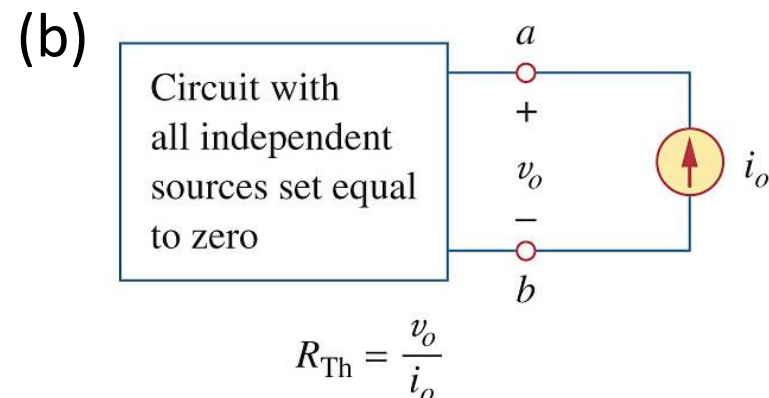 (b)
Circuit with
all independent
sources set equal
to zero
a
+
v_o
−
b
i_o
R_Th = v_o / i_o